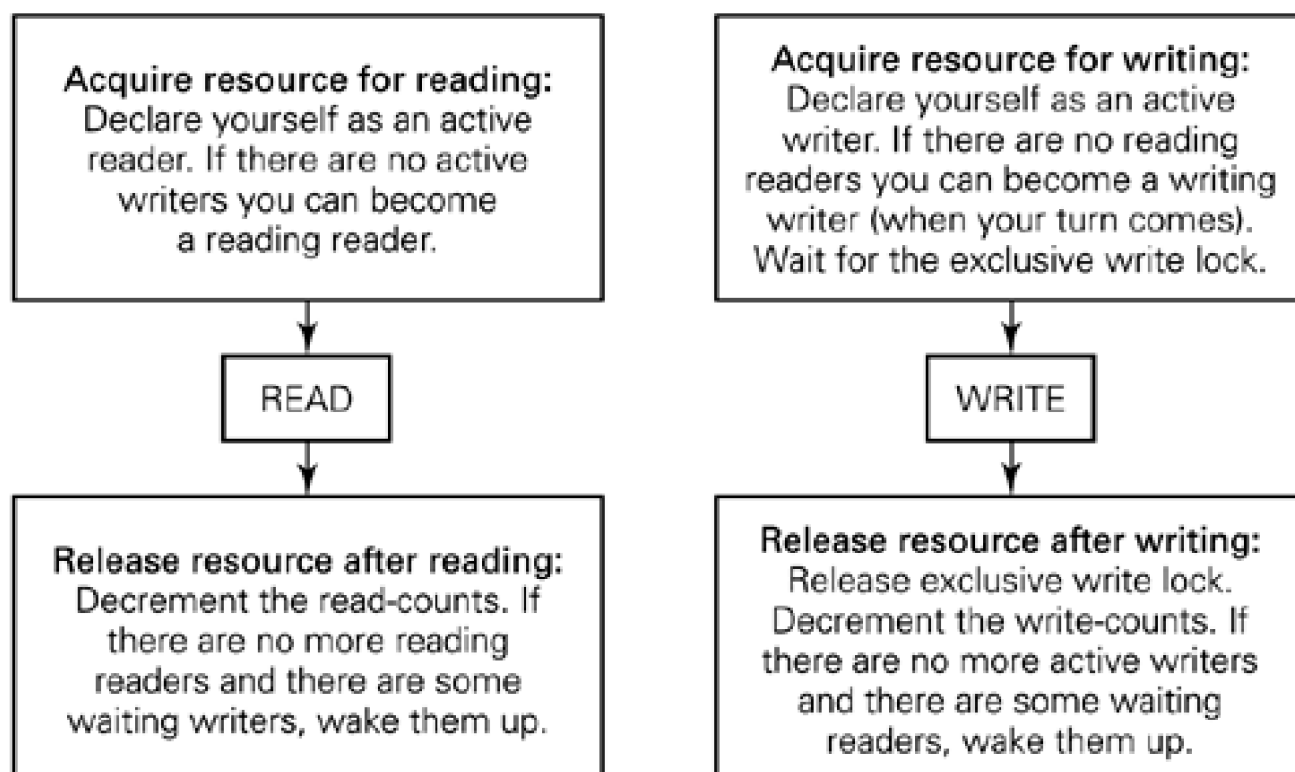 Acquire resource for reading:
Declare yourself as an active
reader. If there are no active
writers you can become
a reading reader.
READ
Release resource after reading:
Decrement the read-counts. If
there are no more reading
readers and there are some
waiting writers, wake them up.
Acquire resource for writing:
Declare yourself as an active
writer. If there are no reading
readers you can become a writing
writer (when your turn comes).
Wait for the exclusive write lock.
WRITE
Release resource after writing:
Release exclusive write lock.
Decrement the write-counts. If
there are no more active writers
and there are some waiting
readers, wake them up.